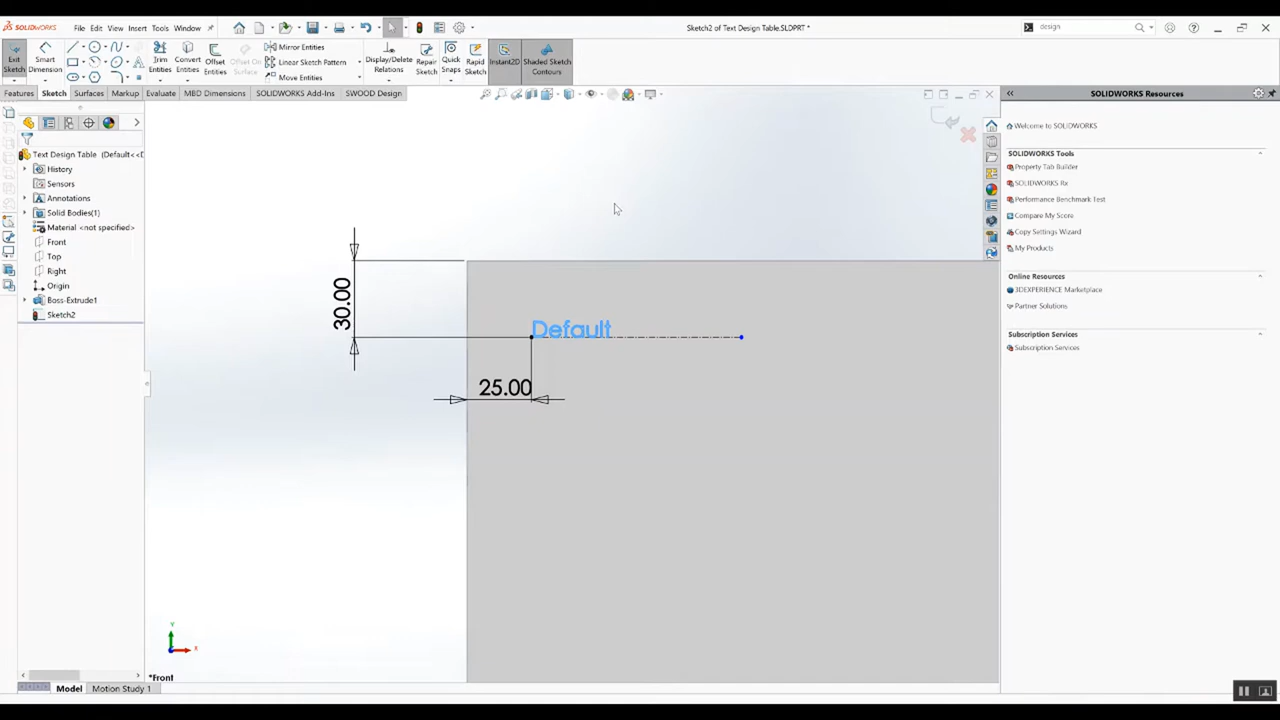 SOLIDWORKS File Edit View Insert Tools Window Sketch2 of Text Design Table.SLDPRT * design
Exit Sketch
Smart Dimension
Trim Entities
Convert Entities
Offset Entities
Offset On Surface
Mirror Entities
Linear Sketch Pattern
Move Entities
Display/Delete Relations
Repair Sketch
Quick Snaps
Rapid Sketch
Instant2D
Shaded Sketch Contours
Features Sketch Surfaces Markup Evaluate MBD Dimensions SOLIDWORKS Add-Ins SWOOD Design
Text Design Table (Default<<D
History
Sensors
Annotations
Solid Bodies(1)
Material <not specified>
Front
Top
Right
Origin
Boss-Extrude1
Sketch2
30.00
Default
25.00
Y
X
*Front
Model Motion Study 1
SOLIDWORKS Resources
Welcome to SOLIDWORKS
SOLIDWORKS Tools
Property Tab Builder
SOLIDWORKS Rx
Performance Benchmark Test
Compare My Score
Copy Settings Wizard
My Products
Online Resources
3DEXPERIENCE Marketplace
Partner Solutions
Subscription Services
Subscription Services